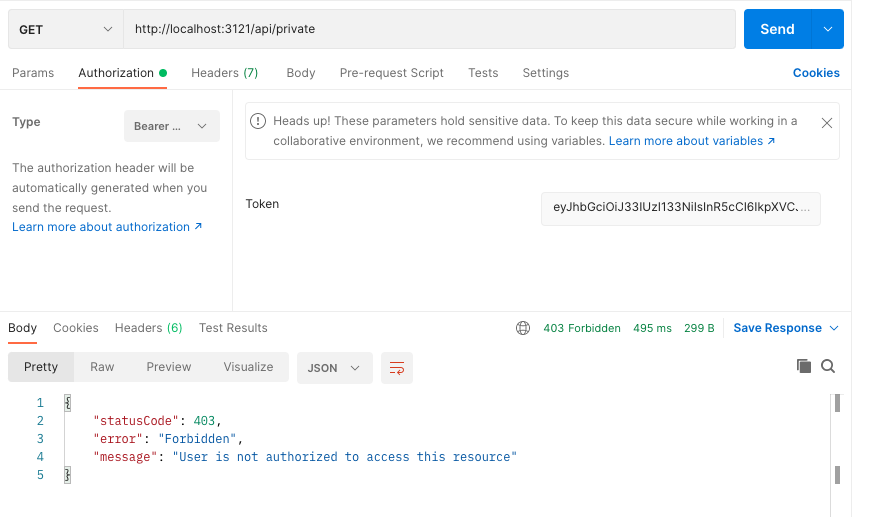 GET http://localhost:3121/api/private Send
Params Authorization Headers (7) Body Pre-request Script Tests Settings Cookies
Type Bearer ...
The authorization header will be
automatically generated when you
send the request.
Learn more about authorization ↗
Heads up! These parameters hold sensitive data. To keep this data secure while working in a
collaborative environment, we recommend using variables. Learn more about variables ↗
Token eyJhbGciOiJ33IUzI133NiIsInR5cCI6IkpXVC...
Body Cookies Headers (6) Test Results 403 Forbidden 495 ms 299 B Save Response
Pretty Raw Preview Visualize JSON
1 {
2 "statusCode": 403,
3 "error": "Forbidden",
4 "message": "User is not authorized to access this resource"
5 }